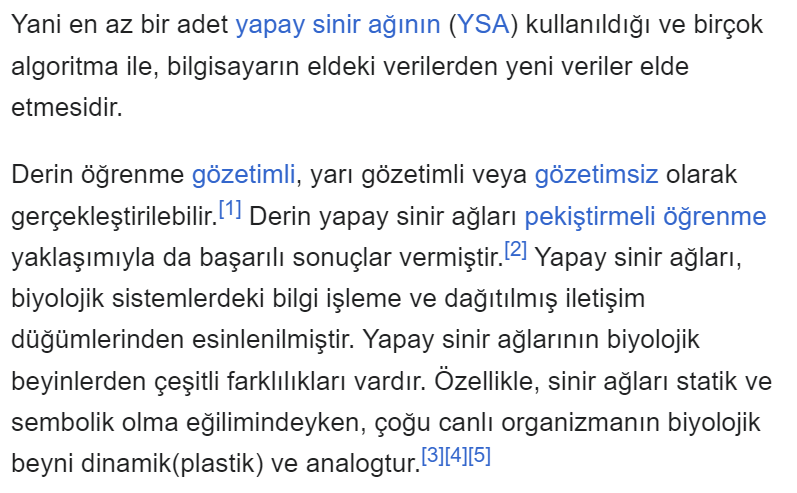 Yani en az bir adet yapay sinir ağının (YSA) kullanıldığı ve birçok
algoritma ile, bilgisayarın eldeki verilerden yeni veriler elde
etmesidir.
Derin öğrenme gözetimli, yarı gözetimli veya gözetimsiz olarak
gerçekleştirilebilir.[1] Derin yapay sinir ağları pekiştirmeli öğrenme
yaklaşımıyla da başarılı sonuçlar vermiştir.[2] Yapay sinir ağları,
biyolojik sistemlerdeki bilgi işleme ve dağıtılmış iletişim
düğümlerinden esinlenilmiştir. Yapay sinir ağlarının biyolojik
beyinlerden çeşitli farklılıkları vardır. Özellikle, sinir ağları statik ve
sembolik olma eğilimindeyken, çoğu canlı organizmanın biyolojik
beyni dinamik(plastik) ve analogtur.[3][4][5]